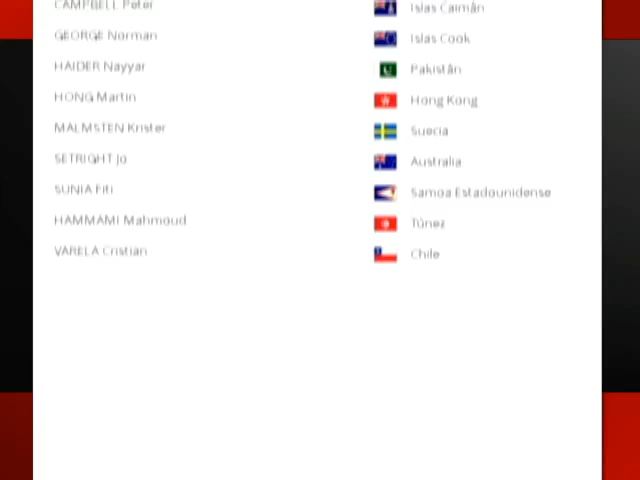 CAMPBELL Peter Islas Caimán
GEORGE Norman Islas Cook
HAIDER Nayyar Pakistán
HONG Martin Hong Kong
MALMSTEN Krister Suecia
SETRIGHT Jo Australia
SUNIA Fiti Samoa Estadounidense
HAMMAMI Mahmoud Túnez
VARELA Cristian Chile